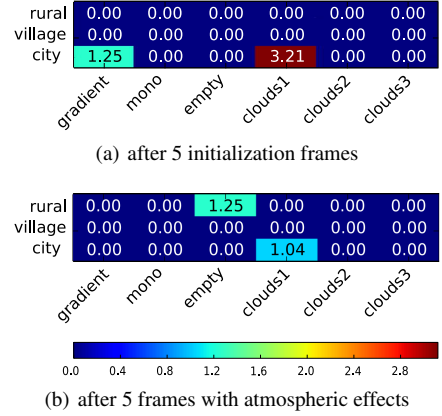 rural 0.00 0.00 0.00 0.00 0.00 0.00
village 0.00 0.00 0.00 0.00 0.00 0.00
city 1.25 0.00 0.00 3.21 0.00 0.00
gradient mono empty clouds1 clouds2 clouds3
(a) after 5 initialization frames
rural 0.00 0.00 1.25 0.00 0.00 0.00
village 0.00 0.00 0.00 0.00 0.00 0.00
city 0.00 0.00 0.00 1.04 0.00 0.00
gradient mono empty clouds1 clouds2 clouds3
0.0 0.4 0.8 1.2 1.6 2.0 2.4 2.8
(b) after 5 frames with atmospheric effects